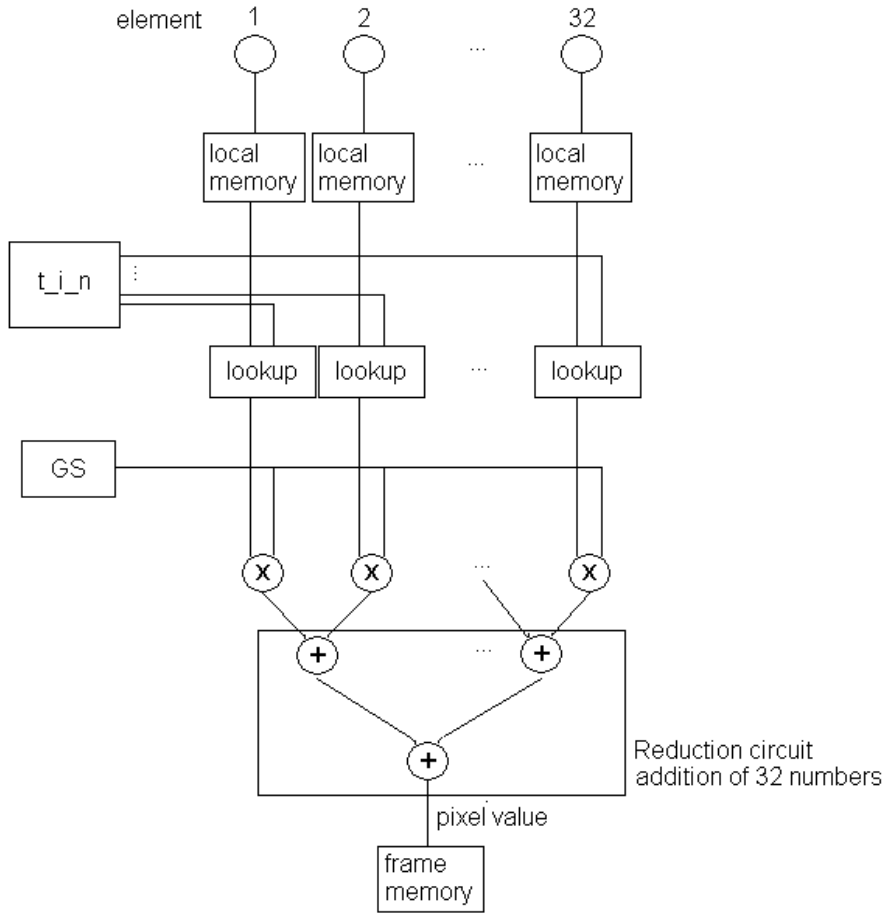 element 1 2 ... 32
local memory local memory ... local memory
t_i_n
⋮
lookup lookup ... lookup
GS
x x ... x
+ ... +
+
Reduction circuit
addition of 32 numbers
pixel value
frame
memory